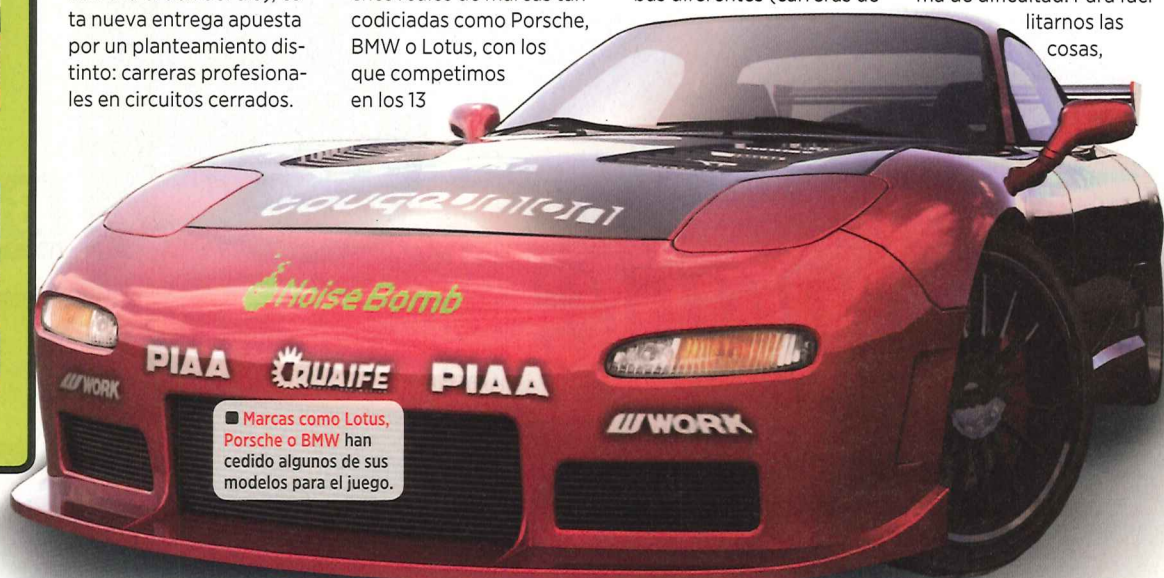 ta nueva entrega apuesta
por un planteamiento dis-
tinto: carreras profesiona-
les en circuitos cerrados.
codiciadas como Porsche,
BMW o Lotus, con los
que competimos
en los 13
litarnos las
cosas,
NoiseBomb
PIAA
QUAIFE
PIAA
WORK
WORK
Marcas como Lotus,
Porsche o BMW han
cedido algunos de sus
modelos para el juego.